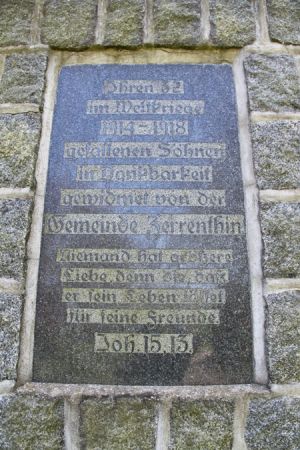 Ihren 32
im Weltkriege
1914-1918
gefallenen Söhnen
in Dankbarkeit
gewidmet von der
Gemeinde Zerrenthin
Niemand hat größere
Liebe denn die, daß
er sein Leben lässet
für seine Freunde.
Joh. 15. 13.